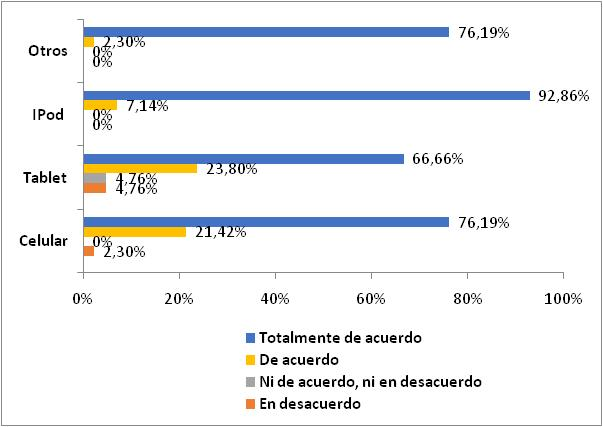 Otros
76,19%
2,30%
0%
0%
IPod
92,86%
7,14%
0%
0%
Tablet
66,66%
23,80%
4,76%
4,76%
Celular
76,19%
21,42%
0%
2,30%
0% 20% 40% 60% 80% 100%
Totalmente de acuerdo
De acuerdo
Ni de acuerdo, ni en desacuerdo
En desacuerdo